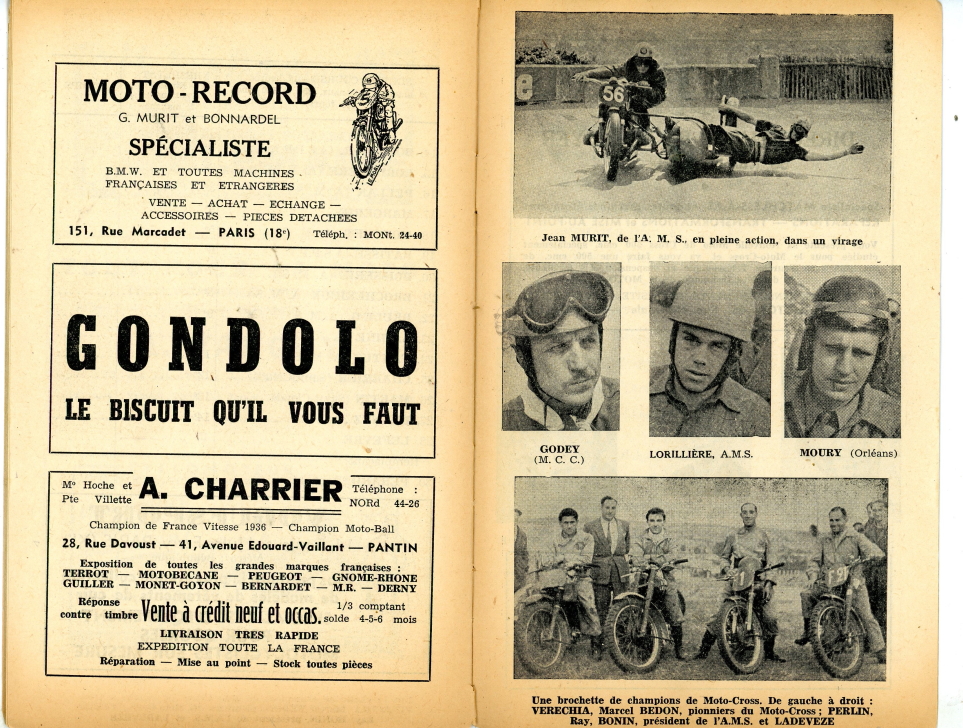 MOTO - RECORD
G. MURIT et BONNARDEL
SPÉCIALISTE
B.M.W. ET TOUTES MACHINES
FRANÇAISES ET ETRANGERES
VENTE — ACHAT — ECHANGE —
ACCESSOIRES — PIECES DETACHEES
151, Rue Marcadet — PARIS (18e) Téléph. : MONt. 24-40
GONDOLO
LE BISCUIT QU'IL VOUS FAUT
Mo Hoche et
Pte Villette
A. CHARRIER
Téléphone :
NORd 44-26
Champion de France Vitesse 1936 — Champion Moto-Ball
28, Rue Davoust — 41, Avenue Edouard-Vaillant — PANTIN
Exposition de toutes les grandes marques françaises :
TERROT — MOTOBECANE — PEUGEOT — GNOME-RHONE
GUILLER — MONET-GOYON — BERNARDET — M.R. — DERNY
Réponse
contre timbre
Vente à crédit neuf et occas.
1/3 comptant
solde 4-5-6 mois
LIVRAISON TRES RAPIDE
EXPEDITION TOUTE LA FRANCE
Réparation — Mise au point — Stock toutes pièces
56
Jean MURIT, de l'A. M. S., en pleine action, dans un virage
GODEY
(M. C. C.)
LORILLIÈRE, A.M.S.
MOURY (Orléans)
Une brochette de champions de Moto-Cross. De gauche à droit :
VERECHIA, Marcel BEDON, pionniers du Moto-Cross ; PERLIN,
Ray, BONIN, président de l'A.M.S. et LADEVEZE